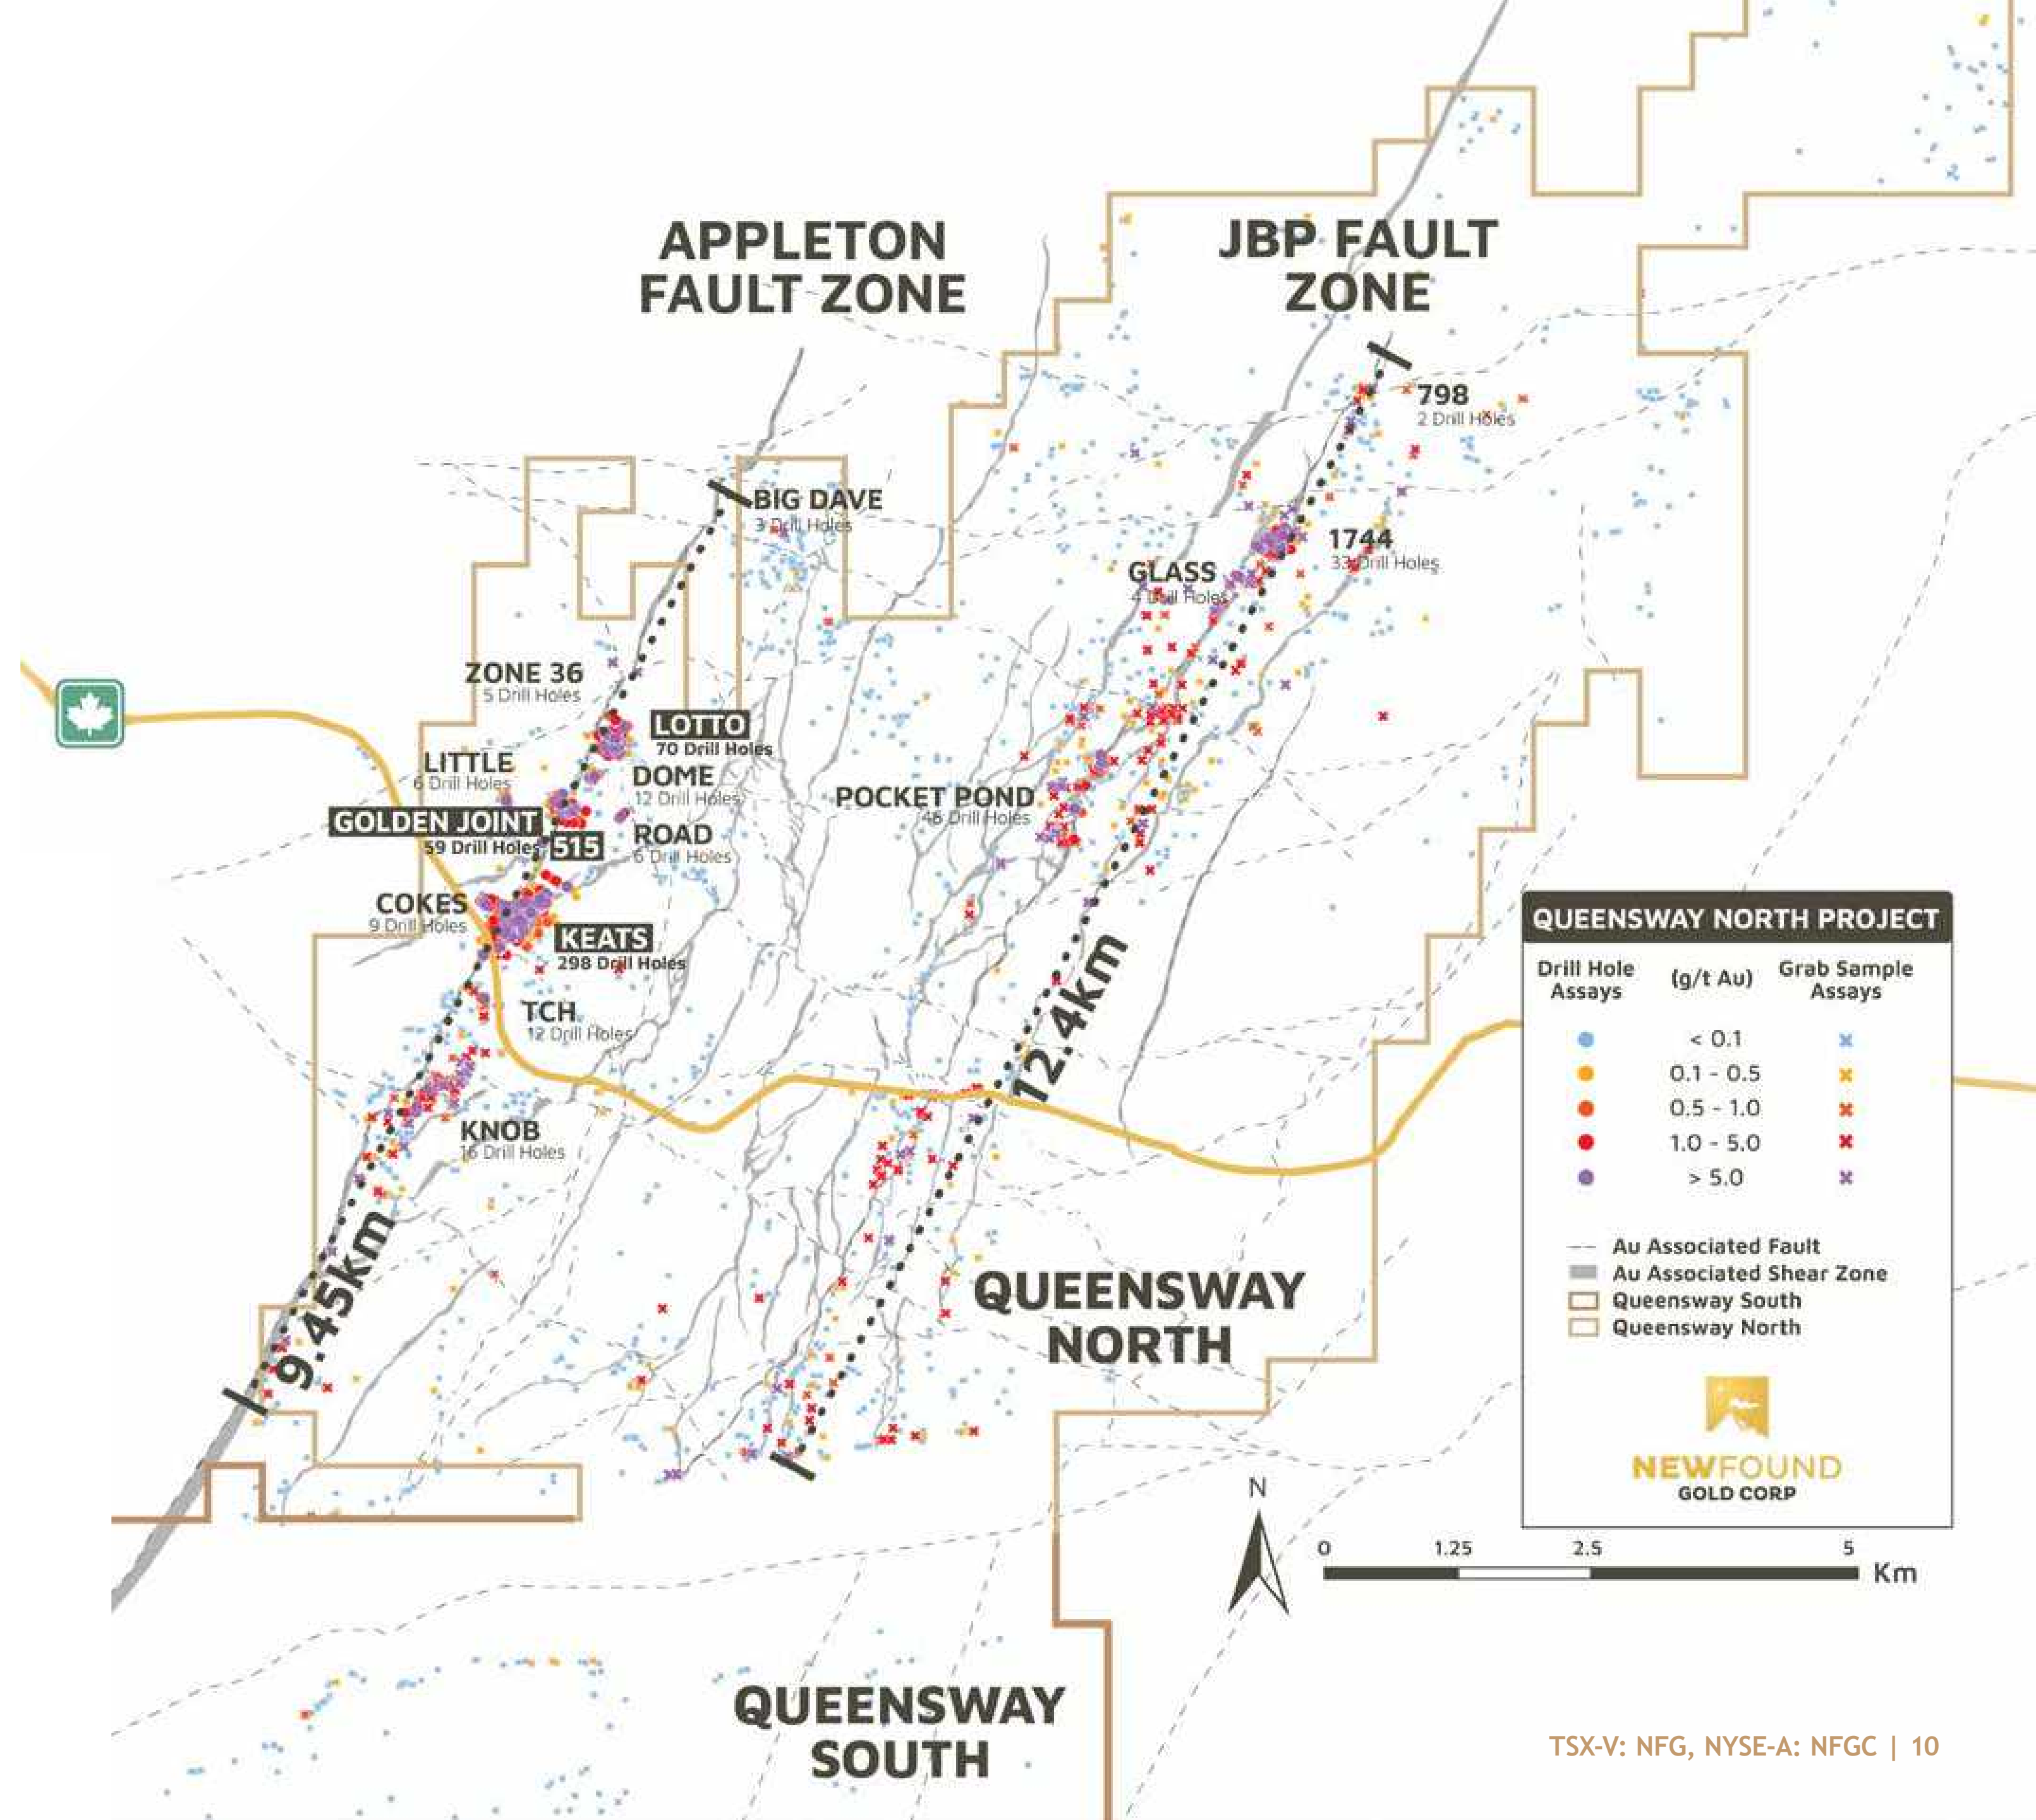 APPLETON
FAULT ZONE
JBP FAULT
ZONE
798
2 Drill Holes
BIG DAVE
3 Drill Holes
1744
33 Drill Holes
GLASS
4 Drill Holes
ZONE 36
5 Drill Holes
LOTTO
70 Drill Holes
LITTLE
6 Drill Holes
DOME
12 Drill Holes
POCKET POND
46 Drill Holes
GOLDEN JOINT
59 Drill Holes
515
ROAD
6 Drill Holes
COKES
9 Drill Holes
KEATS
298 Drill Holes
TCH
12 Drill Holes
12.4km
KNOB
16 Drill Holes
9.45km
QUEENSWAY
NORTH
QUEENSWAY
SOUTH
QUEENSWAY NORTH PROJECT
Drill Hole
Assays
(g/t Au)
Grab Sample
Assays
< 0.1
0.1 - 0.5
0.5 - 1.0
1.0 - 5.0
> 5.0
Au Associated Fault
Au Associated Shear Zone
Queensway South
Queensway North
NEWFOUND
GOLD CORP
N
0 1.25 2.5 5
Km
TSX-V: NFG, NYSE-A: NFGC | 10